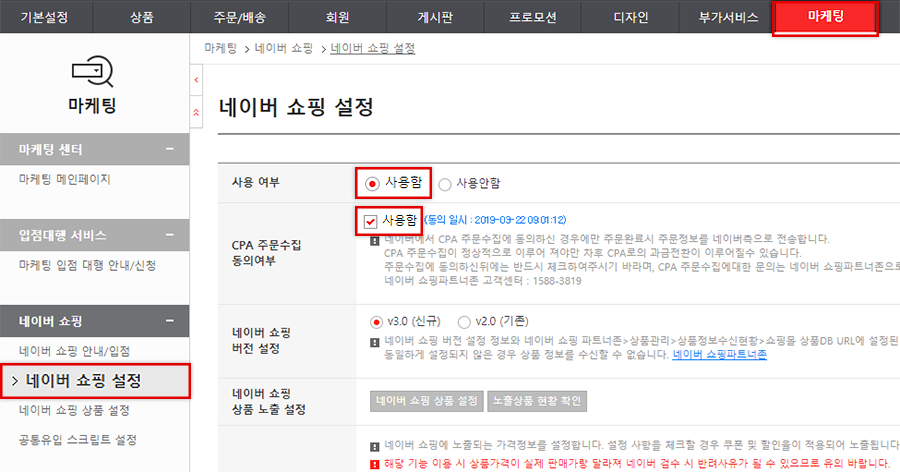 기본설정 상품 주문/배송 회원 게시판 프로모션 디자인 부가서비스 마케팅
마케팅 > 네이버 쇼핑 > 네이버 쇼핑 설정
마케팅
마케팅 센터
마케팅 메인페이지
입점대행 서비스
마케팅 입점 대행 안내/신청
네이버 쇼핑
네이버 쇼핑 안내/입점
> 네이버 쇼핑 설정
네이버 쇼핑 상품 설정
공통유입 스크립트 설정
네이버 쇼핑 설정
사용 여부
사용함 사용안함
CPA 주문수집
동의여부
사용함 (동의 일시 : 2019-03-22 09:01:12)
네이버에서 CPA 주문수집에 동의하신 경우에만 주문완료시 주문정보를 네이버측으로 전송합니다.
CPA 주문수집이 정상적으로 이루어 져야만 차후 CPA로의 과금전환이 이루어질수 있습니다.
주문수집에 동의하신뒤에는 반드시 체크하여주시기 바라며, CPA 주문수집에대한 문의는 네이버 쇼핑파트너존으로
네이버 쇼핑파트너존 고객센터 : 1588-3819
네이버 쇼핑
버전 설정
v3.0 (신규) v2.0 (기존)
네이버 쇼핑 버전 설정 정보와 네이버 쇼핑 파트너존>상품관리>상품정보수신현황>쇼핑몰 상품DB URL에 설정된
동일하게 설정되지 않은 경우 상품 정보를 수신할 수 없습니다. 네이버 쇼핑파트너존
네이버 쇼핑
상품 노출 설정
네이버 쇼핑 상품 설정 노출상품 현황 확인
네이버 쇼핑에 노출되는 가격정보를 설정합니다. 설정 사항을 체크할 경우 쿠폰 및 할인율이 적용되어 노출됩니다
해당 기능 이용 시 상품가격이 실제 판매가랑 달라져 네이버 검수 시 반려사유가 될 수 있으므로 유의 바랍니다.